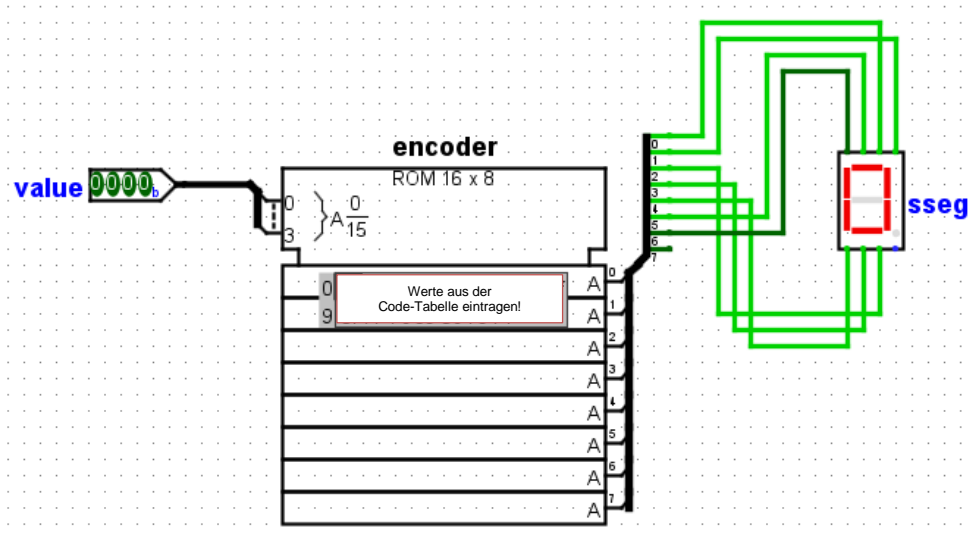 encoder
ROM 16 x 8
value 0000b
0
3
A 0
15
sseg
0
1
2
3
4
5
6
7
0
9
Werte aus der
Code-Tabelle eintragen!
A 0
A 1
A 2
A 3
A 4
A 5
A 6
A 7